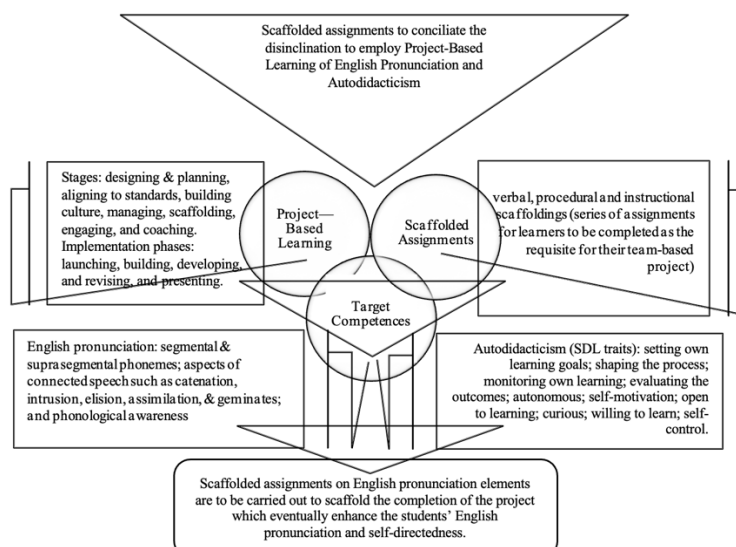 Scaffolded assignments to conciliate the
disinclination to employ Project-Based
Learning of English Pronunciation and
Autodidacticism
Stages: designing & planning,
aligning to standards, building
culture, managing, scaffolding,
engaging, and coaching.
Implementation phases:
launching, building, developing,
and revising, and presenting.
Project—
Based
Learning
Scaffolded
Assignments
verbal, procedural and instructional
scaffoldings (series of assignments
for learners to be completed as the
requisite for their team-based
project)
Target
Competences
English pronunciation: segmental &
suprasegmental phonemes; aspects of
connected speech such as catenation,
intrusion, elision, assimilation, & geminates;
and phonological awareness
Autodidacticism (SDL traits): setting own
learning goals; shaping the process;
monitoring own learning; evaluating the
outcomes; autonomous; self-motivation; open
to learning; curious; willing to learn; self-
control.
Scaffolded assignments on English pronunciation elements
are to be carried out to scaffold the completion of the project
which eventually enhance the students' English
pronunciation and self-directedness.